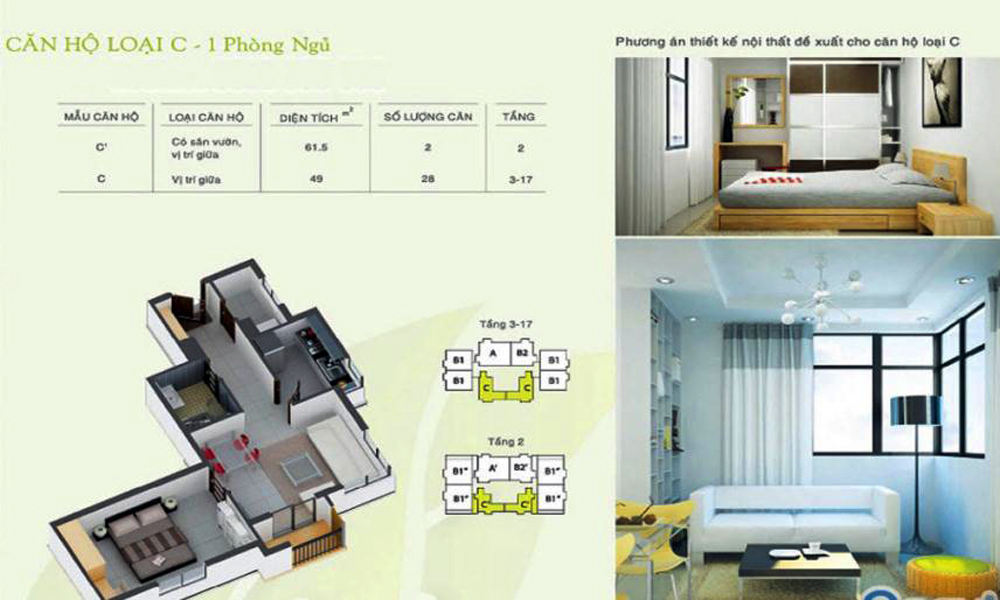 CĂN HỘ LOẠI C - 1 Phòng Ngủ
Phương án thiết kế nội thất đề xuất cho căn hộ loại C
MẪU CĂN HỘ LOẠI CĂN HỘ DIỆN TÍCH m² SỐ LƯỢNG CĂN TẦNG
C' Có sân vườn, vị trí giữa 61.5 2 2
C Vị trí giữa 49 28 3-17
Tầng 3-17
B1 A B2 B1
B1 C C B1
Tầng 2
B1" A' B2' B1"
B1" C' C' B1"